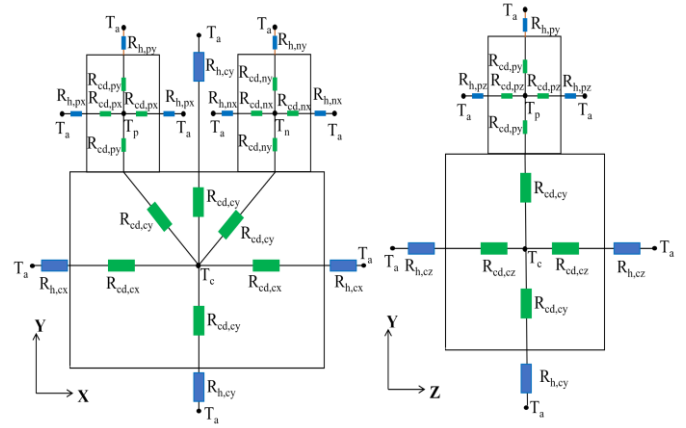 Ta
Rh,py
Rcd,py
Rh,px
Rcd,px
Rcd,px
Rh,px
Ta
Tp
Ta
Rcd,py
Ta
Rh,cy
Ta
Rh,ny
Rcd,ny
Rh,nx
Rcd,nx
Rcd,nx
Rh,nx
Ta
Tn
Ta
Rcd,ny
Rcd,cy
Rcd,cy
Rcd,cy
Ta
Rh,cx
Rcd,cx
Tc
Rcd,cx
Rh,cx
Ta
Rcd,cy
Rh,cy
Ta
Y
X
Ta
Rh,py
Rcd,py
Rh,pz
Rcd,pz
Rcd,pz
Rh,pz
Ta
Tp
Ta
Rcd,py
Rcd,cy
Ta
Rh,cz
Rcd,cz
Tc
Rcd,cz
Rh,cz
Ta
Rcd,cy
Rh,cy
Ta
Y
Z